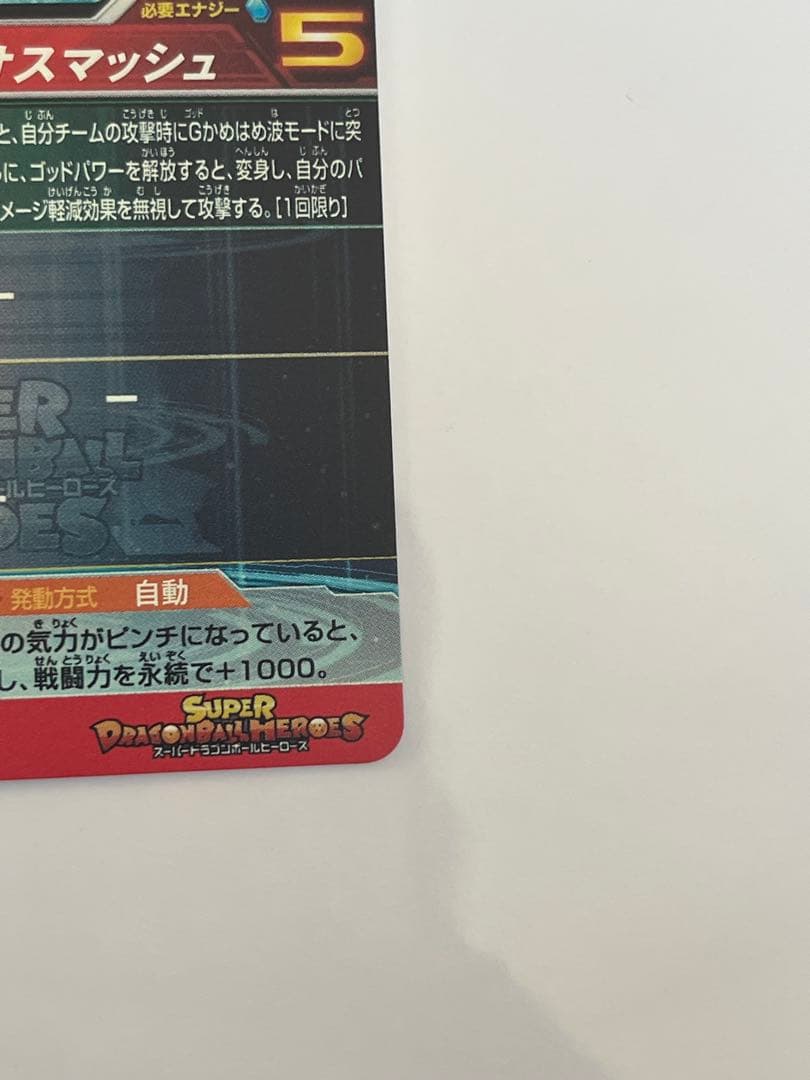 必要エナジー 5
サスマッシュ
と、自分チームの攻撃時にGかめはめ波モードに突
に、ゴッドパワーを解放すると、変身し、自分のパ
メージ軽減効果を無視して攻撃する。[1回限り]
ー
ー
ER
NBALL
ルヒーローズ
OES
発動方式 自動
の気力がピンチになっていると、
し、戦闘力を永続で+1000。
SUPER
DRAGONBALL HEROES
スーパードラゴンボールヒーローズ